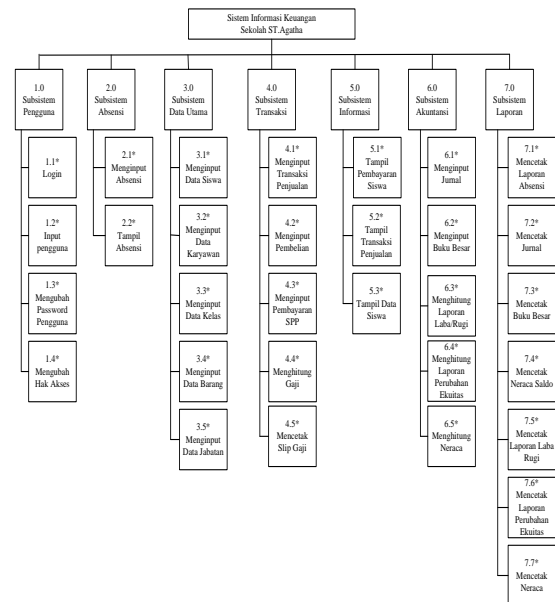 Sistem Informasi Keuangan
Sekolah ST.Agatha
1.0
Subsistem
Pengguna
2.0
Subsistem
Absensi
3.0
Subsistem
Data Utama
4.0
Subsistem
Transaksi
5.0
Subsistem
Informasi
6.0
Subsistem
Akuntansi
7.0
Subsistem
Laporan
1.1*
Login
1.2*
Input
pengguna
1.3*
Mengubah
Password
Pengguna
1.4*
Mengubah
Hak Akses
2.1*
Menginput
Absensi
2.2*
Tampil
Absensi
3.1*
Menginput
Data Siswa
3.2*
Menginput
Data
Karyawan
3.3*
Menginput
Data Kelas
3.4*
Menginput
Data Barang
3.5*
Menginput
Data Jabatan
4.1*
Menginput
Transaksi
Penjualan
4.2*
Menginput
Pembelian
4.3*
Menginput
Pembayaran
SPP
4.4*
Menghitung
Gaji
4.5*
Mencetak
Slip Gaji
5.1*
Tampil
Pembayaran
Siswa
5.2*
Tampil
Transaksi
Penjualan
5.3*
Tampil Data
Siswa
6.1*
Menginput
Jurnal
6.2*
Menginput
Buku Besar
6.3*
Menghitung
Laporan
Laba/Rugi
6.4*
Menghitung
Laporan
Perubahan
Ekuitas
6.5*
Menghitung
Neraca
7.1*
Mencetak
Laporan
Absensi
7.2*
Mencetak
Jurnal
7.3*
Mencetak
Buku Besar
7.4*
Mencetak
Neraca Saldo
7.5*
Mencetak
Laporan Laba
Rugi
7.6*
Mencetak
Laporan
Perubahan
Ekuitas
7.7*
Mencetak
Neraca